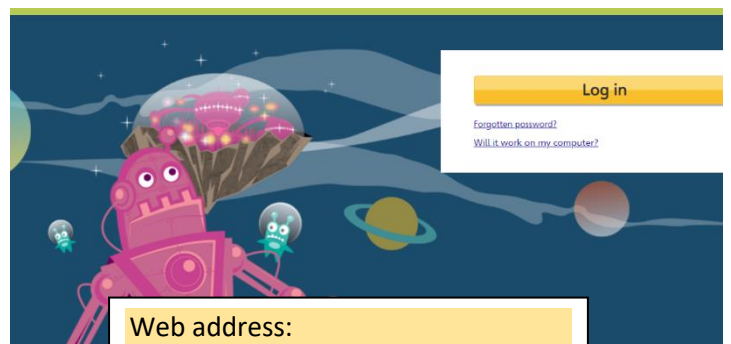 Log in
Forgotten password?
Will it work on my computer?
Web address: